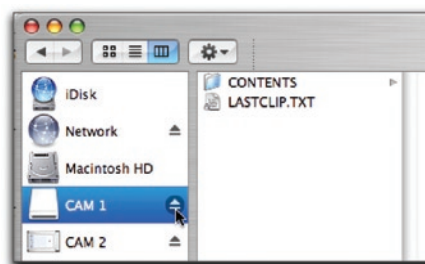 iDisk
Network
Macintosh HD
CAM 1
CAM 2
CONTENTS
LASTCLIP.TXT